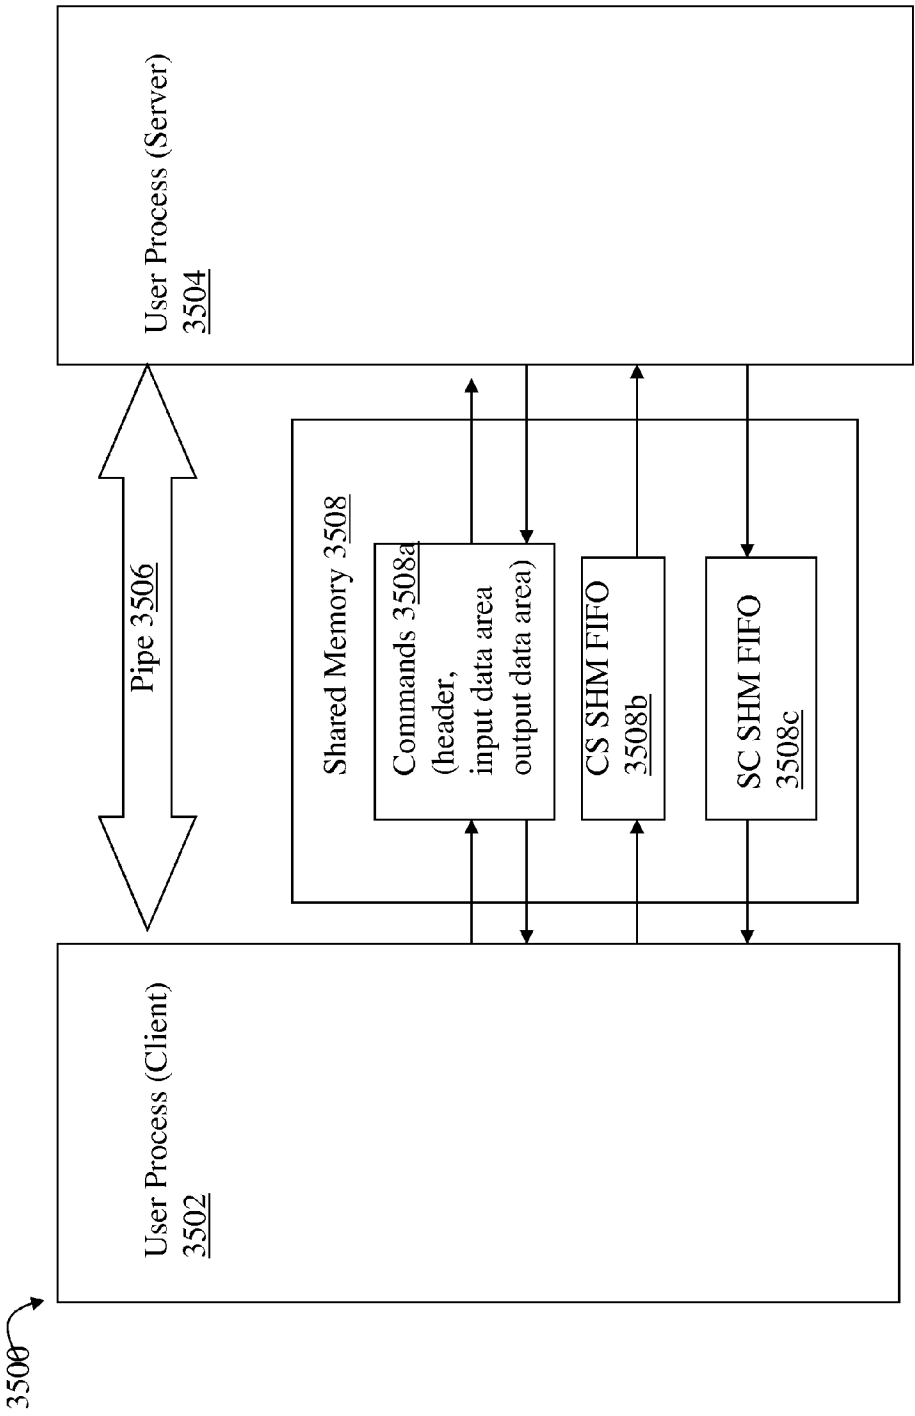 3500
User Process (Client)
3502
Pipe 3506
Shared Memory 3508
Commands 3508a
(header,
input data area
output data area)
CS SHM FIFO
3508b
SC SHM FIFO
3508c
User Process (Server)
3504